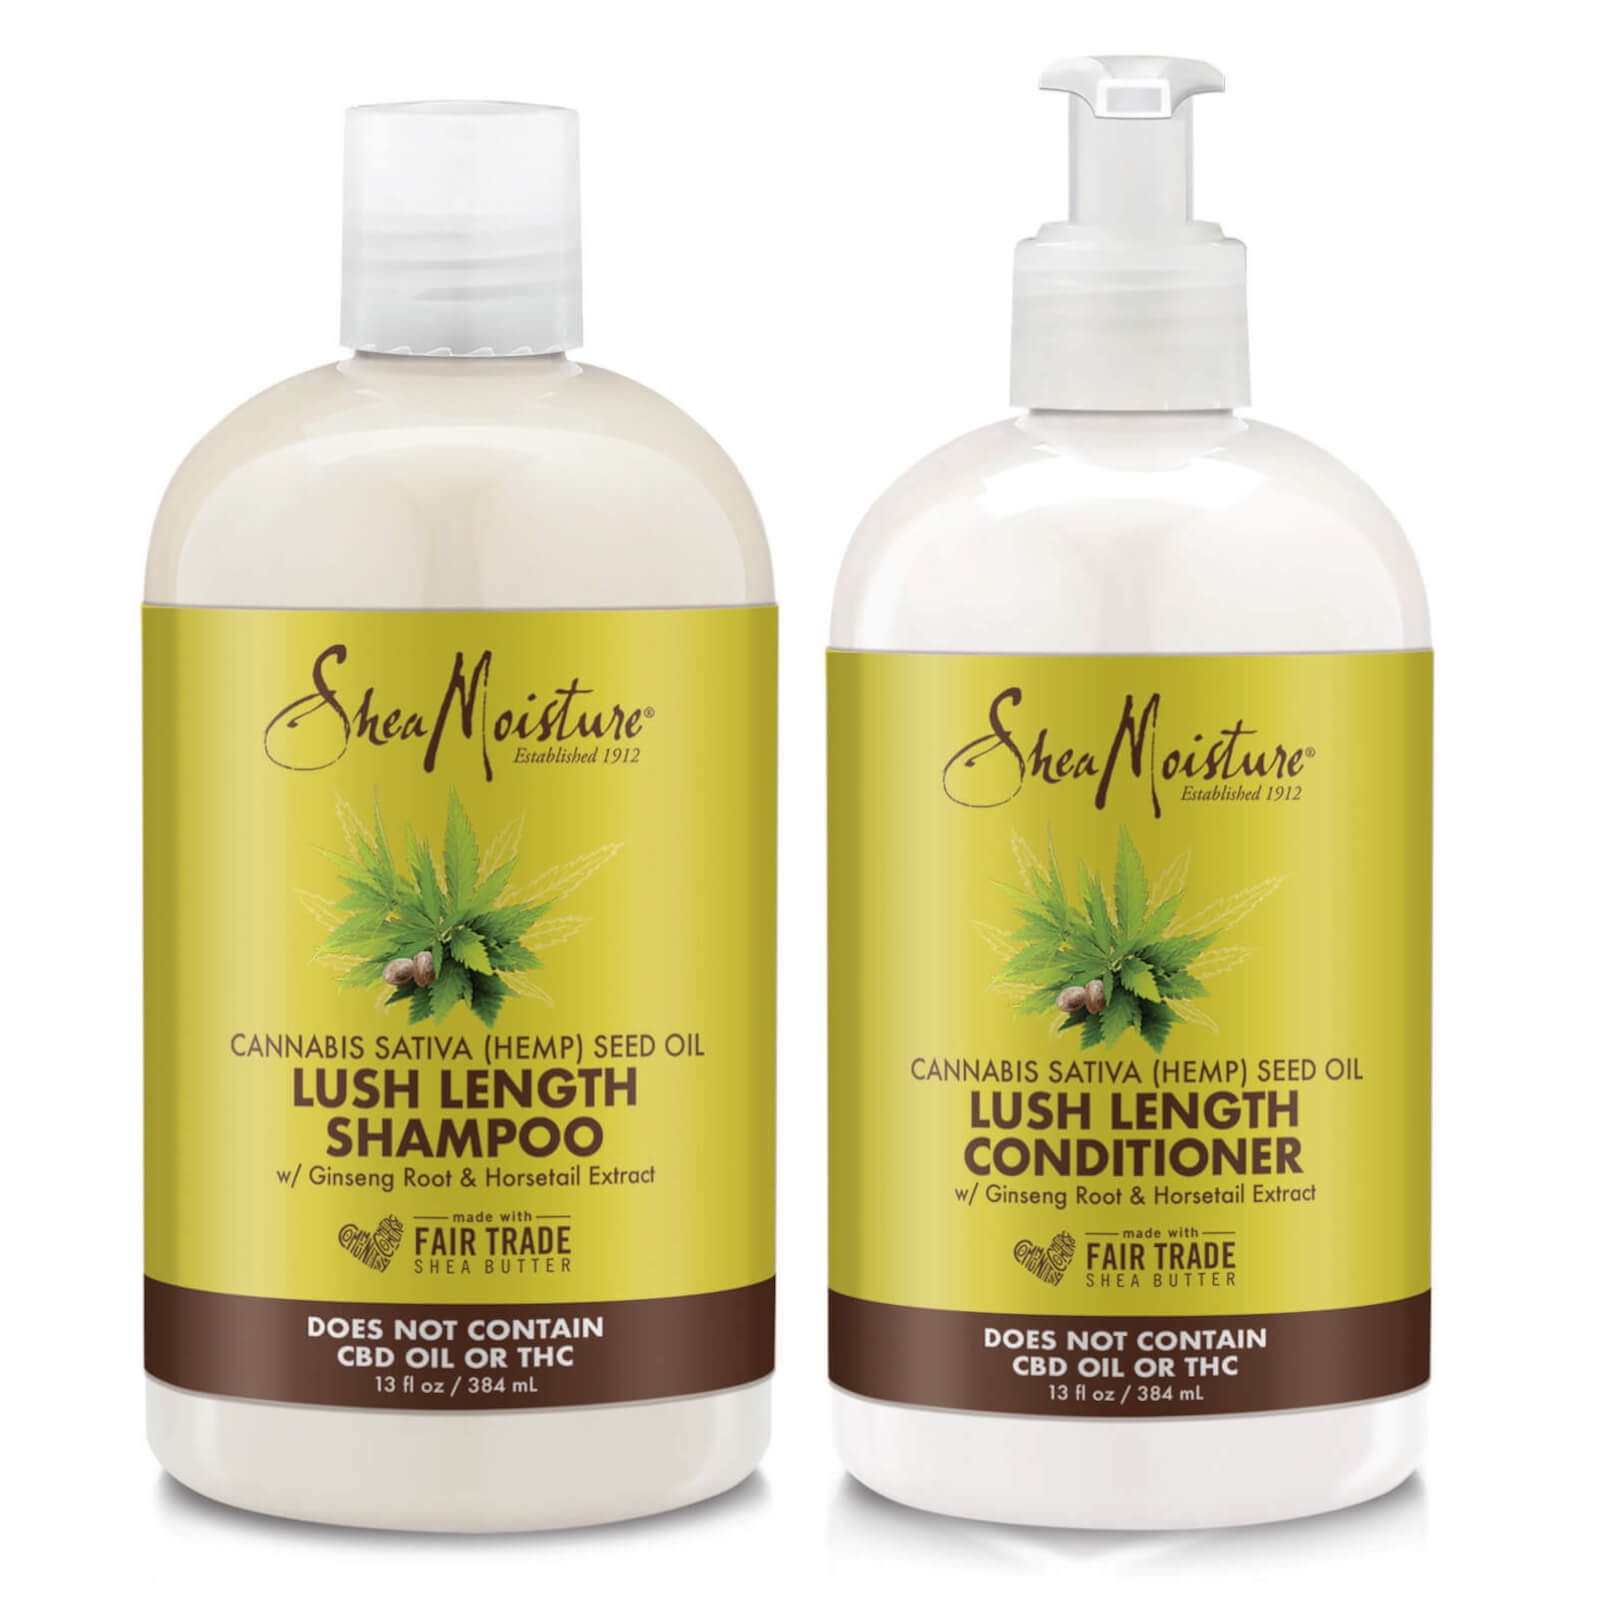 SheaMoisture®
Established 1912
CANNABIS SATIVA (HEMP) SEED OIL
LUSH LENGTH
SHAMPOO
w/ Ginseng Root & Horsetail Extract
made with
FAIR TRADE
SHEA BUTTER
DOES NOT CONTAIN
CBD OIL OR THC
13 fl oz / 384 mL
SheaMoisture®
Established 1912
CANNABIS SATIVA (HEMP) SEED OIL
LUSH LENGTH
CONDITIONER
w/ Ginseng Root & Horsetail Extract
made with
FAIR TRADE
SHEA BUTTER
DOES NOT CONTAIN
CBD OIL OR THC
13 fl oz / 384 mL